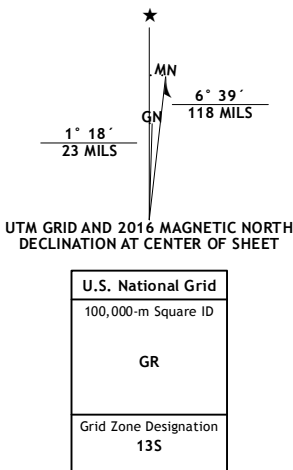 MN
GN
6° 39´
118 MILS
1° 18´
23 MILS
UTM GRID AND 2016 MAGNETIC NORTH
DECLINATION AT CENTER OF SHEET
U.S. National Grid
100,000-m Square ID
GR
Grid Zone Designation
13S